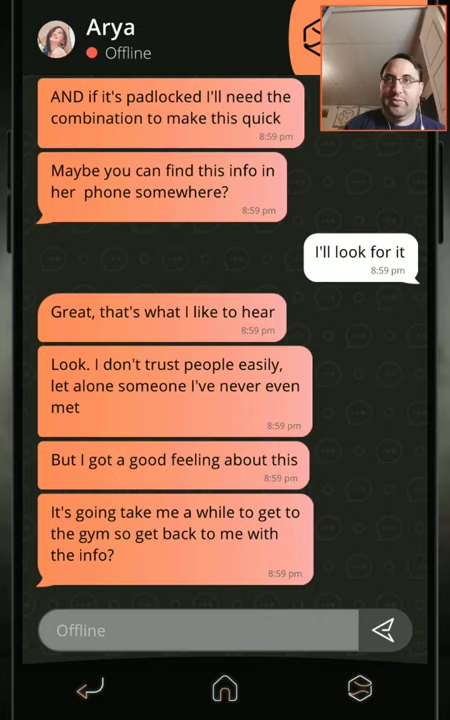 Arya
Offline
AND if it's padlocked I'll need the
combination to make this quick
8:59 pm
Maybe you can find this info in
her phone somewhere?
8:59 pm
I'll look for it
8:59 pm
Great, that's what I like to hear
8:59 pm
Look. I don't trust people easily,
let alone someone I've never even
met
8:59 pm
But I got a good feeling about this
8:59 pm
It's going take me a while to get to
the gym so get back to me with
the info?
8:59 pm
Offline